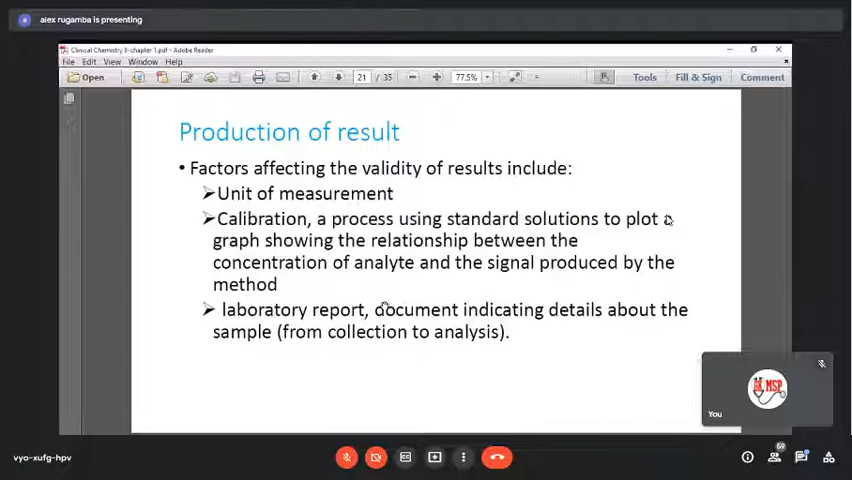 alex rugamba is presenting
Clinical Chemistry II-chapter 1.pdf - Adobe Reader
File Edit View Window Help
Open 21 / 35 77.5% Tools Fill & Sign Comment
Production of result
• Factors affecting the validity of results include:
➢Unit of measurement
➢Calibration, a process using standard solutions to plot a
graph showing the relationship between the
concentration of analyte and the signal produced by the
method
➢ laboratory report, document indicating details about the
sample (from collection to analysis).
MSP
You
59
vyo-xufg-hpv